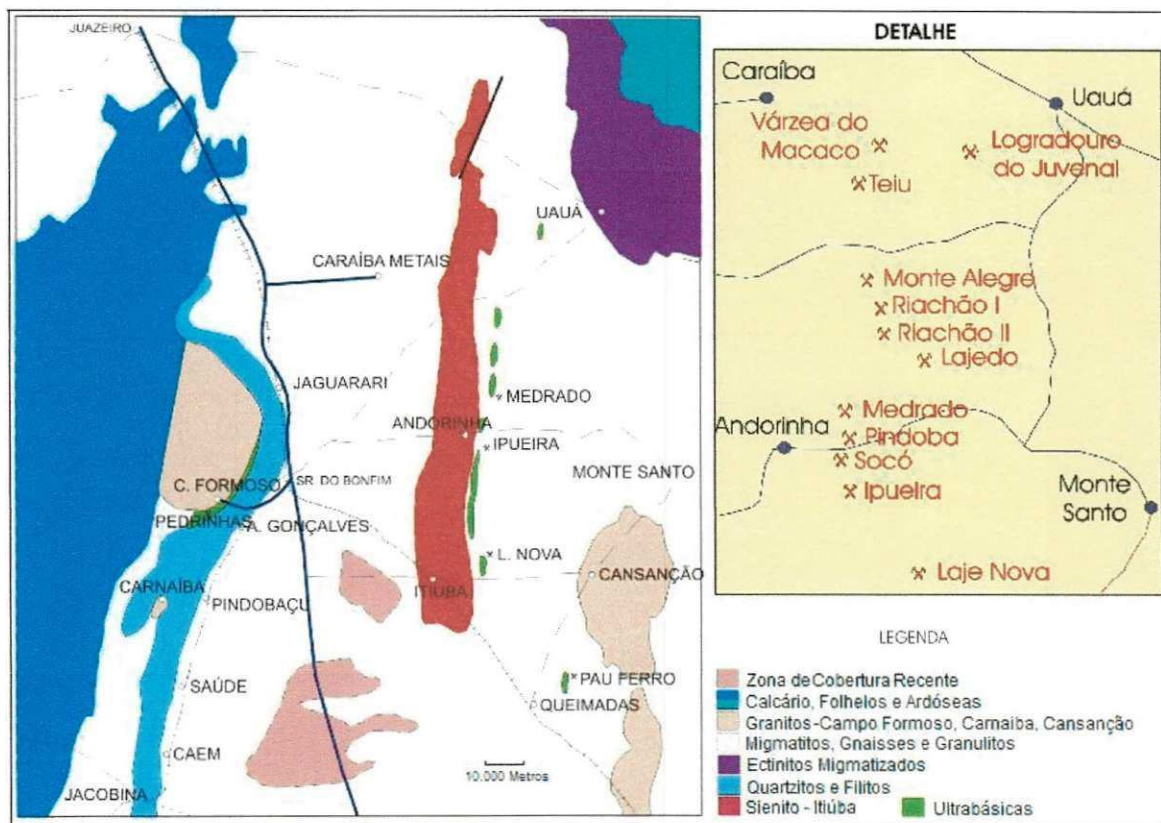 JUAZEIRO
UAUÁ
CARAÍBA METAIS
JAGUARARI
MEDRADO
ANDORINHA
IPUEIRA
C. FORMOSO
SR. DO BONFIM
MONTE SANTO
PEDRINHAS
A. GONÇALVES
L. NOVA
CARNAÍBA
ITIÚBA
CANSANÇÃO
PINDOBAÇU
SAÚDE
PAU FERRO
QUEIMADAS
CAEM
10.000 Metros
JACOBINA
DETALHE
Caraíba
Uauá
Várzea do
Macaco
Logradouro
do Juvenal
Teiu
Monte Alegre
Riachão I
Riachão II
Lajedo
Medrado
Andorinha
Pindoba
Socó
Ipueira
Monte
Santo
Laje Nova
LEGENDA
Zona de Cobertura Recente
Calcário, Folhelos e Ardóseas
Granitos-Campo Formoso, Carnaiba, Cansanção
Migmatitos, Gnaisses e Granulitos
Ectinitos Migmatizados
Quartzitos e Filitos
Sienito - Itiúba
Ultrabásicas